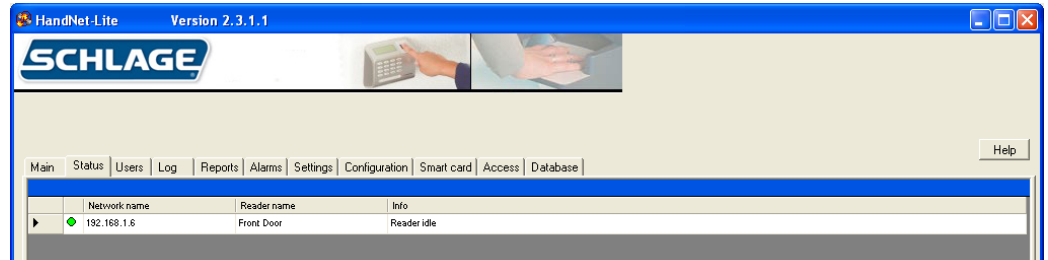 HandNet-Lite Version 2.3.1.1
SCHLAGE
Help
Main Status Users Log Reports Alarms Settings Configuration Smart card Access Database
Network name Reader name Info
192.168.1.6 Front Door Reader idle